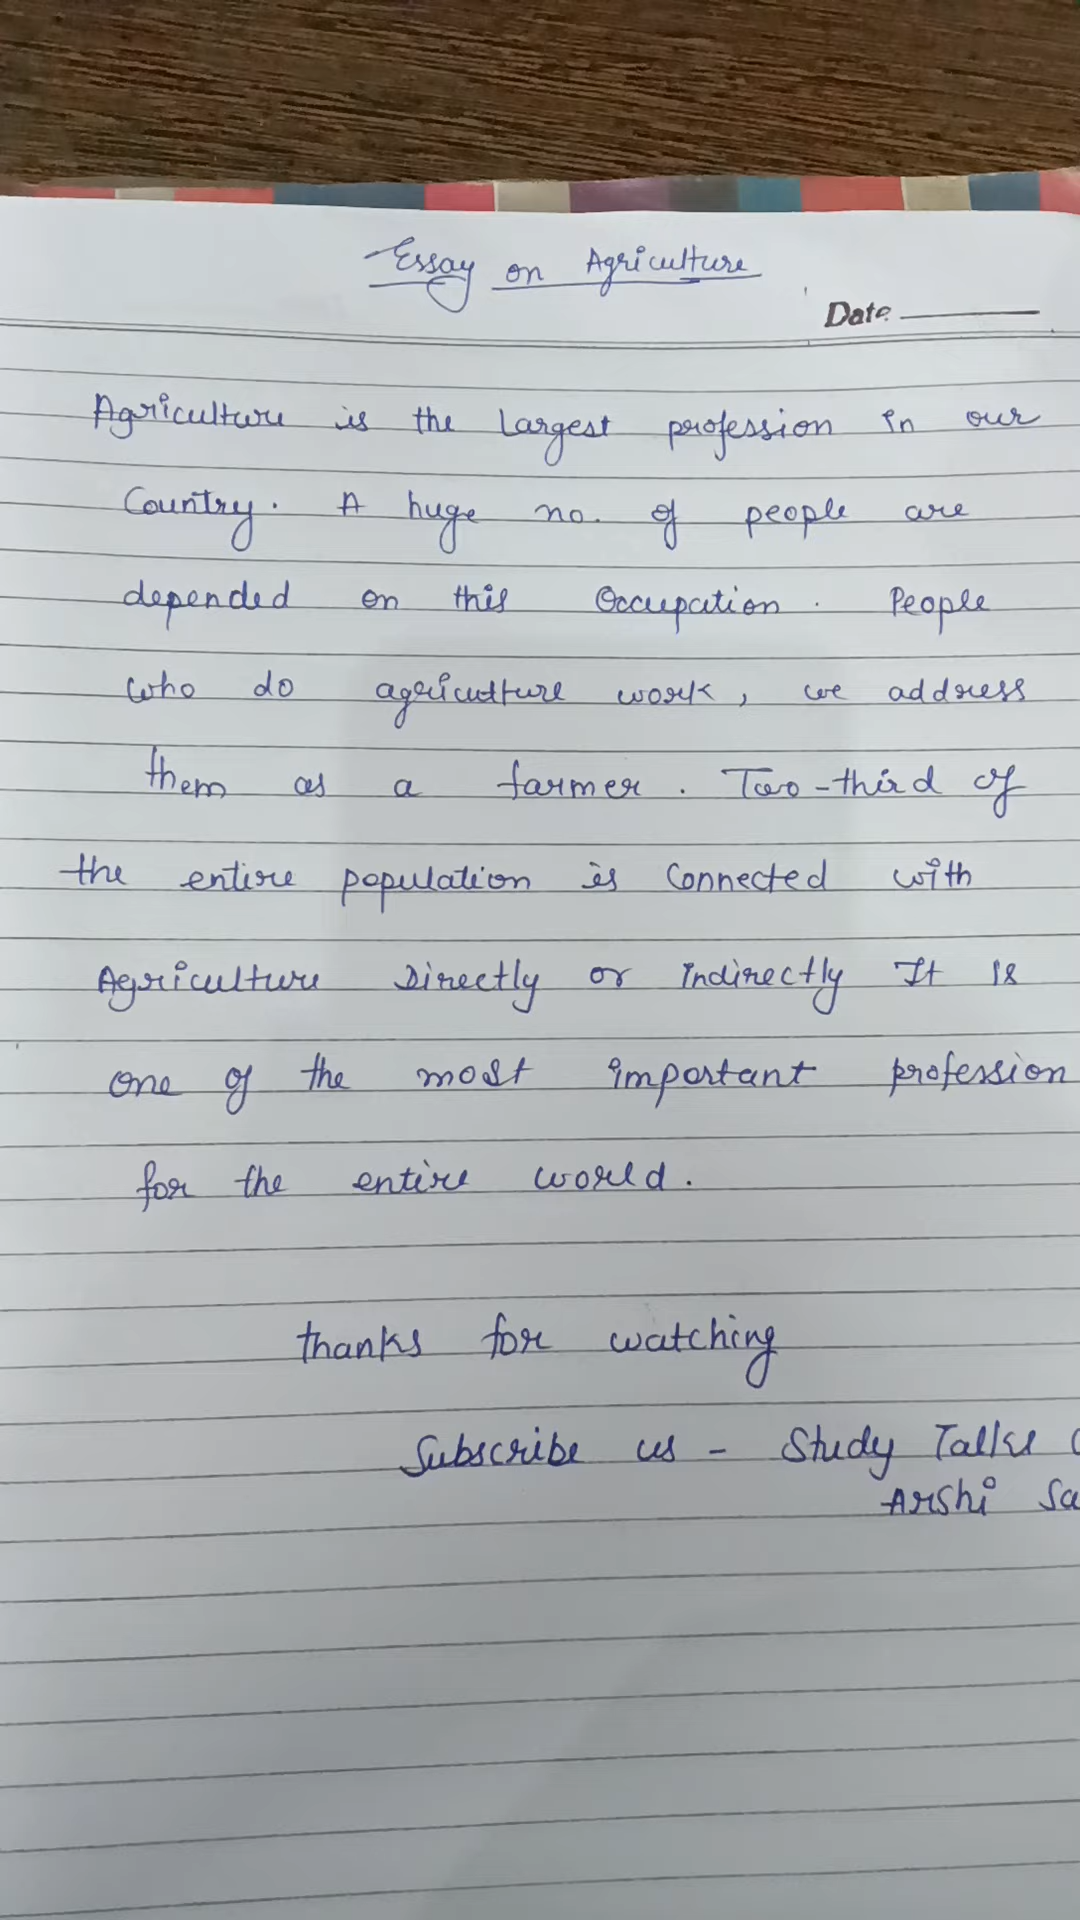 Essay on Agriculture
Date
Agriculture is the Largest profession in our
Country. A huge no. of people are
depended on this Occupation. People
who do agriculture work, we address
them as a farmer. Two-third of
the entire population is Connected with
Agriculture Directly or Indirectly It is
one of the most important profession
for the entire world.
thanks for watching
Subscribe us - Study Talks
Arshi